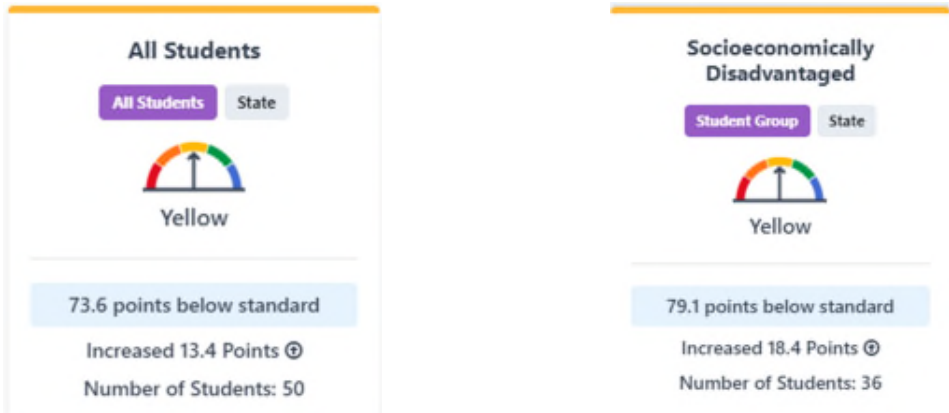 All Students
All Students State
Yellow
73.6 points below standard
Increased 13.4 Points
Number of Students: 50
Socioeconomically
Disadvantaged
Student Group State
Yellow
79.1 points below standard
Increased 18.4 Points
Number of Students: 36